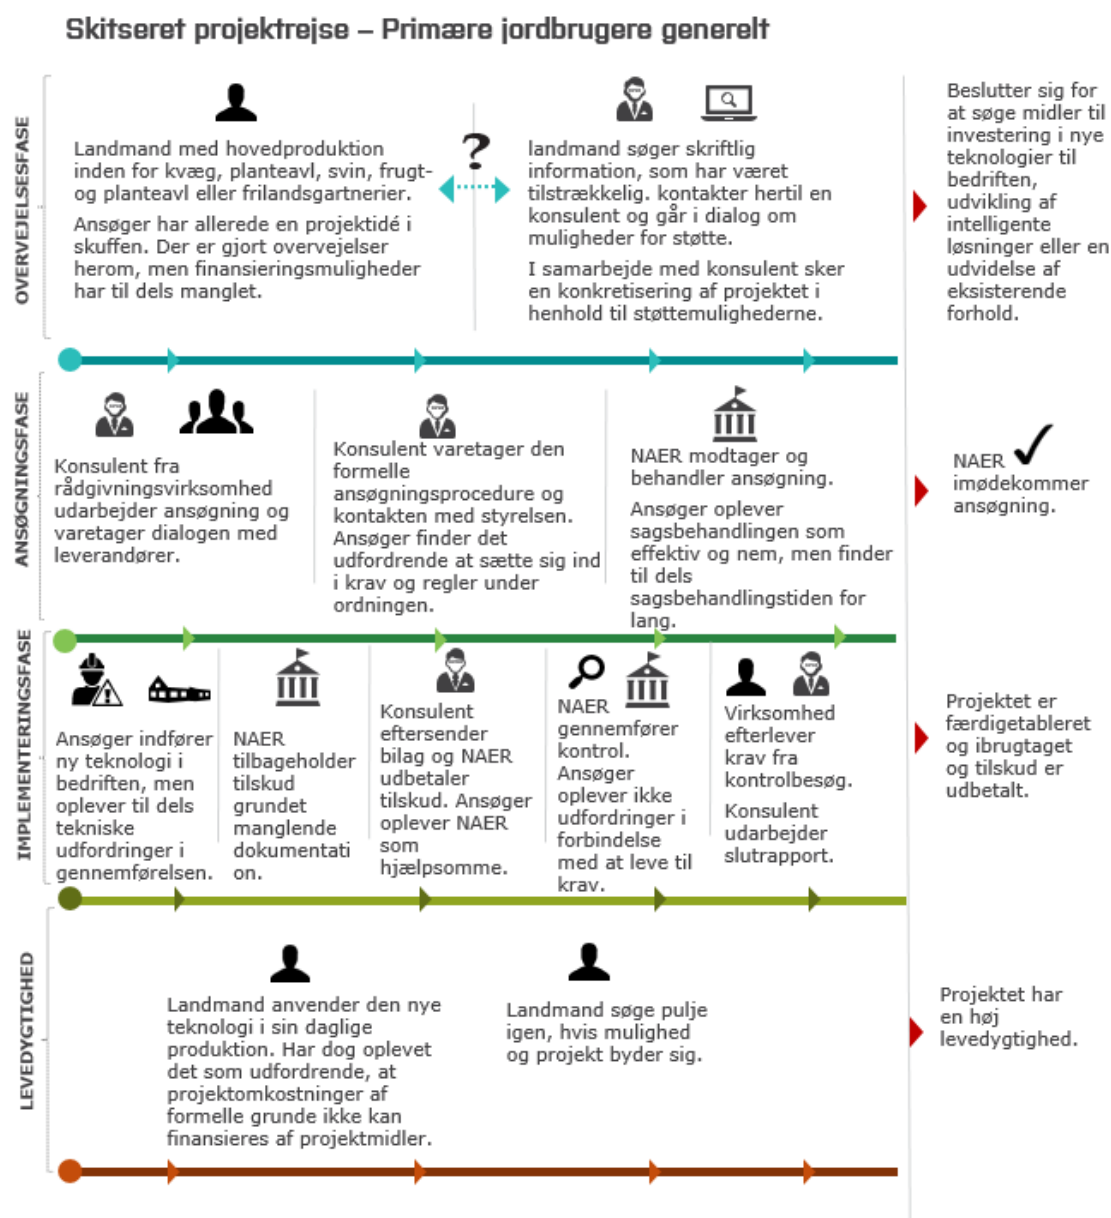 Skitseret projektrejse – Primære jordbrugere generelt
OVERVEJELSESFASE
Landmand med hovedproduktion
inden for kvæg, planteavl, svin, frugt-
og planteavl eller frilandsgartnerier.
Ansøger har allerede en projektidé i
skuffen. Der er gjort overvejelser
herom, men finansieringsmuligheder
har til dels manglet.
?
landmand søger skriftlig
information, som har været
tilstrækkelig. kontakter hertil en
konsulent og går i dialog om
muligheder for støtte.
I samarbejde med konsulent sker
en konkretisering af projektet i
henhold til støttemulighederne.
Beslutter sig for
at søge midler til
investering i nye
teknologier til
bedriften,
udvikling af
intelligente
løsninger eller en
udvidelse af
eksisterende
forhold.
ANSØGNINGSFASE
Konsulent fra
rådgivningsvirksomhed
udarbejder ansøgning og
varetager dialogen med
leverandører.
Konsulent varetager den
formelle
ansøgningsprocedure og
kontakten med styrelsen.
Ansøger finder det
udfordrende at sætte sig ind
i krav og regler under
ordningen.
NAER modtager og
behandler ansøgning.
Ansøger oplever
sagsbehandlingen som
effektiv og nem, men finder
til dels
sagsbehandlingstiden for
lang.
NAER
imødekommer
ansøgning.
IMPLEMENTERINGSFASE
Ansøger indfører
ny teknologi i
bedriften, men
oplever til dels
tekniske
udfordringer i
gennemførelsen.
NAER
tilbageholder
tilskud
grundet
manglende
dokumentati
on.
Konsulent
eftersender
bilag og NAER
udbetaler
tilskud. Ansøger
oplever NAER
som
hjælpsomme.
NAER
gennemfører
kontrol.
Ansøger
oplever ikke
udfordringer i
forbindelse
med at leve til
krav.
Virksomhed
efterlever
krav fra
kontrolbesøg.
Konsulent
udarbejder
slutrapport.
Projektet er
færdigetableret
og ibrugtaget
og tilskud er
udbetalt.
LEVEDYGTIGHED
Landmand anvender den nye
teknologi i sin daglige
produktion. Har dog oplevet
det som udfordrende, at
projektomkostninger af
formelle grunde ikke kan
finansieres af projektmidler.
Landmand søge pulje
igen, hvis mulighed
og projekt byder sig.
Projektet har
en høj
levedygtighed.